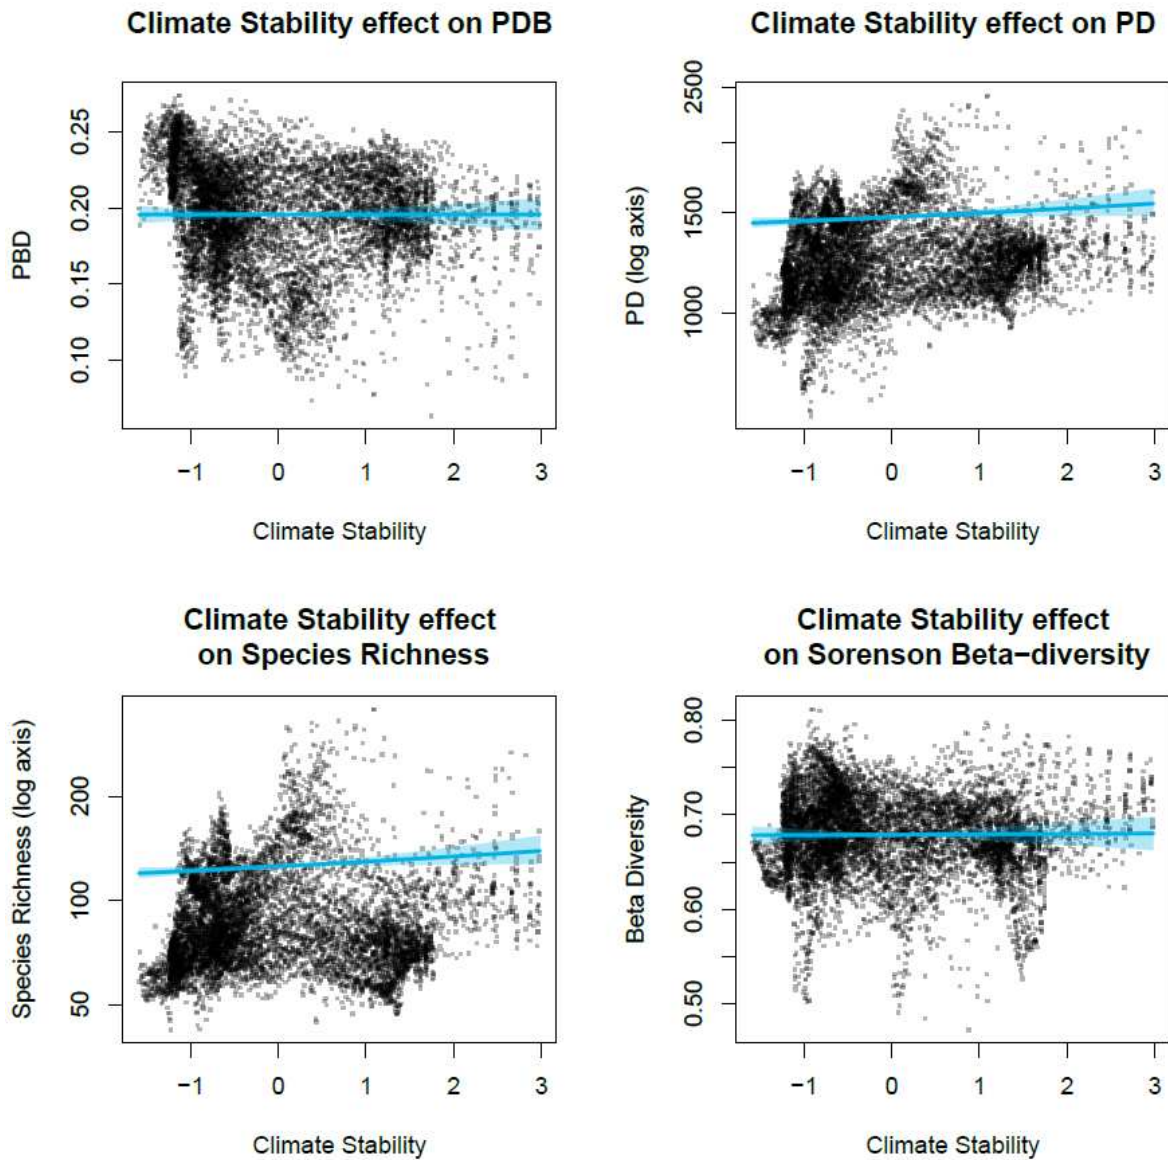 Climate Stability effect on PDB
PBD
0.25
0.20
0.15
0.10
−1 0 1 2 3
Climate Stability
Climate Stability effect on PD
PD (log axis)
2500
1500
1000
−1 0 1 2 3
Climate Stability
Climate Stability effect
on Species Richness
Species Richness (log axis)
200
100
50
−1 0 1 2 3
Climate Stability
Climate Stability effect
on Sorenson Beta−diversity
Beta Diversity
0.80
0.70
0.60
0.50
−1 0 1 2 3
Climate Stability